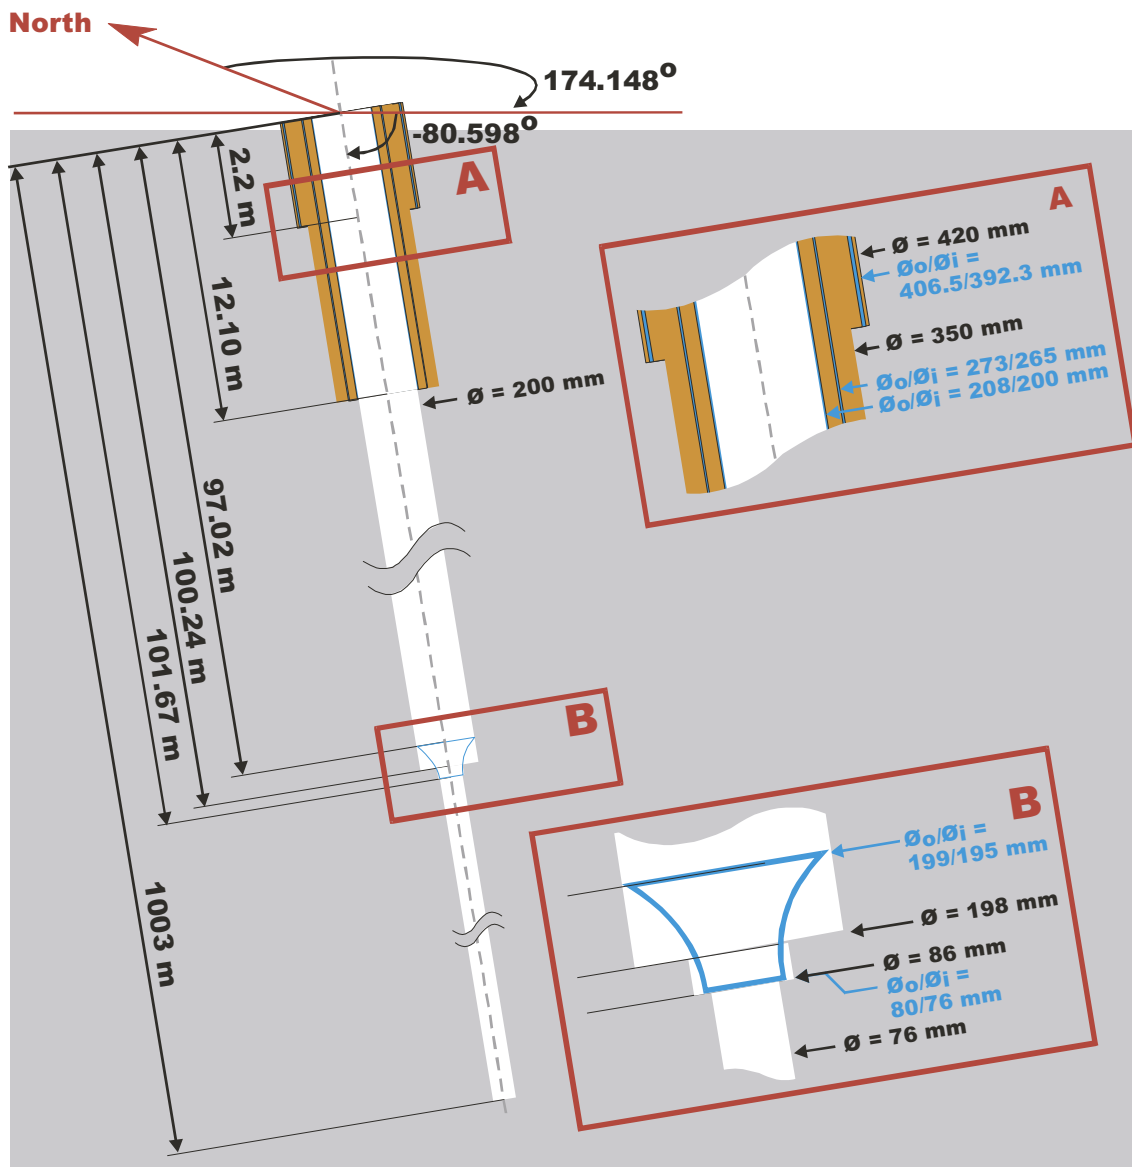 North
174.148°
-80.598°
2.2 m
A
12.10 m
Ø = 200 mm
97.02 m
100.24 m
101.67 m
1003 m
B
A
Ø = 420 mm
Øo/Øi =
406.5/392.3 mm
Ø = 350 mm
Øo/Øi = 273/265 mm
Øo/Øi = 208/200 mm
B
Øo/Øi =
199/195 mm
Ø = 198 mm
Ø = 86 mm
Øo/Øi =
80/76 mm
Ø = 76 mm